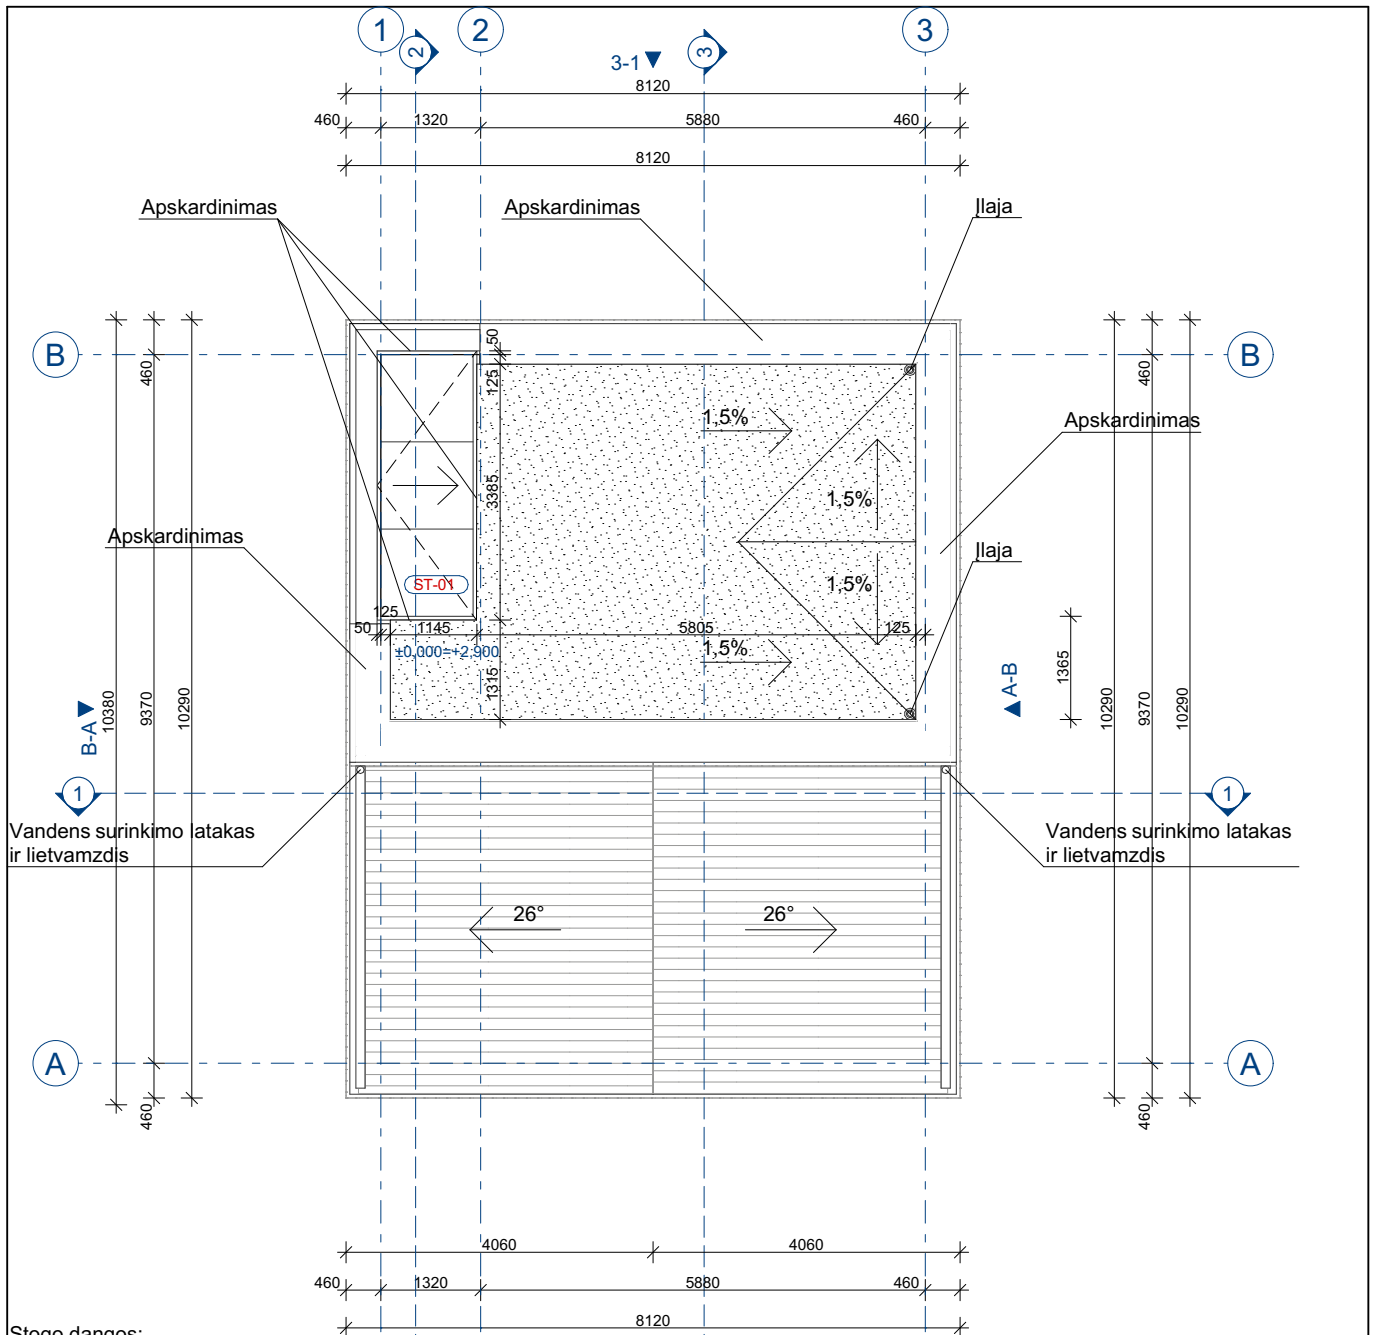 1
2
3
2
3-1
3
8120
460
1320
5880
460
8120
Apskardinimas
Apskardinimas
Įlaja
B
B
50
460
460
125
1,5%
Apskardinimas
3385
1,5%
Apskardinimas
Įlaja
1,5%
ST-01
125
50
1145
5805
125
1,5%
±0,000=+2,900
1315
1365
A-B
B-A
10380
9370
10290
10290
9370
10290
1
1
Vandens surinkimo latakas
ir lietvamzdis
Vandens surinkimo latakas
ir lietvamzdis
26°
26°
A
A
460
460
4060
4060
460
1320
5880
460
8120
Stogo dangos: